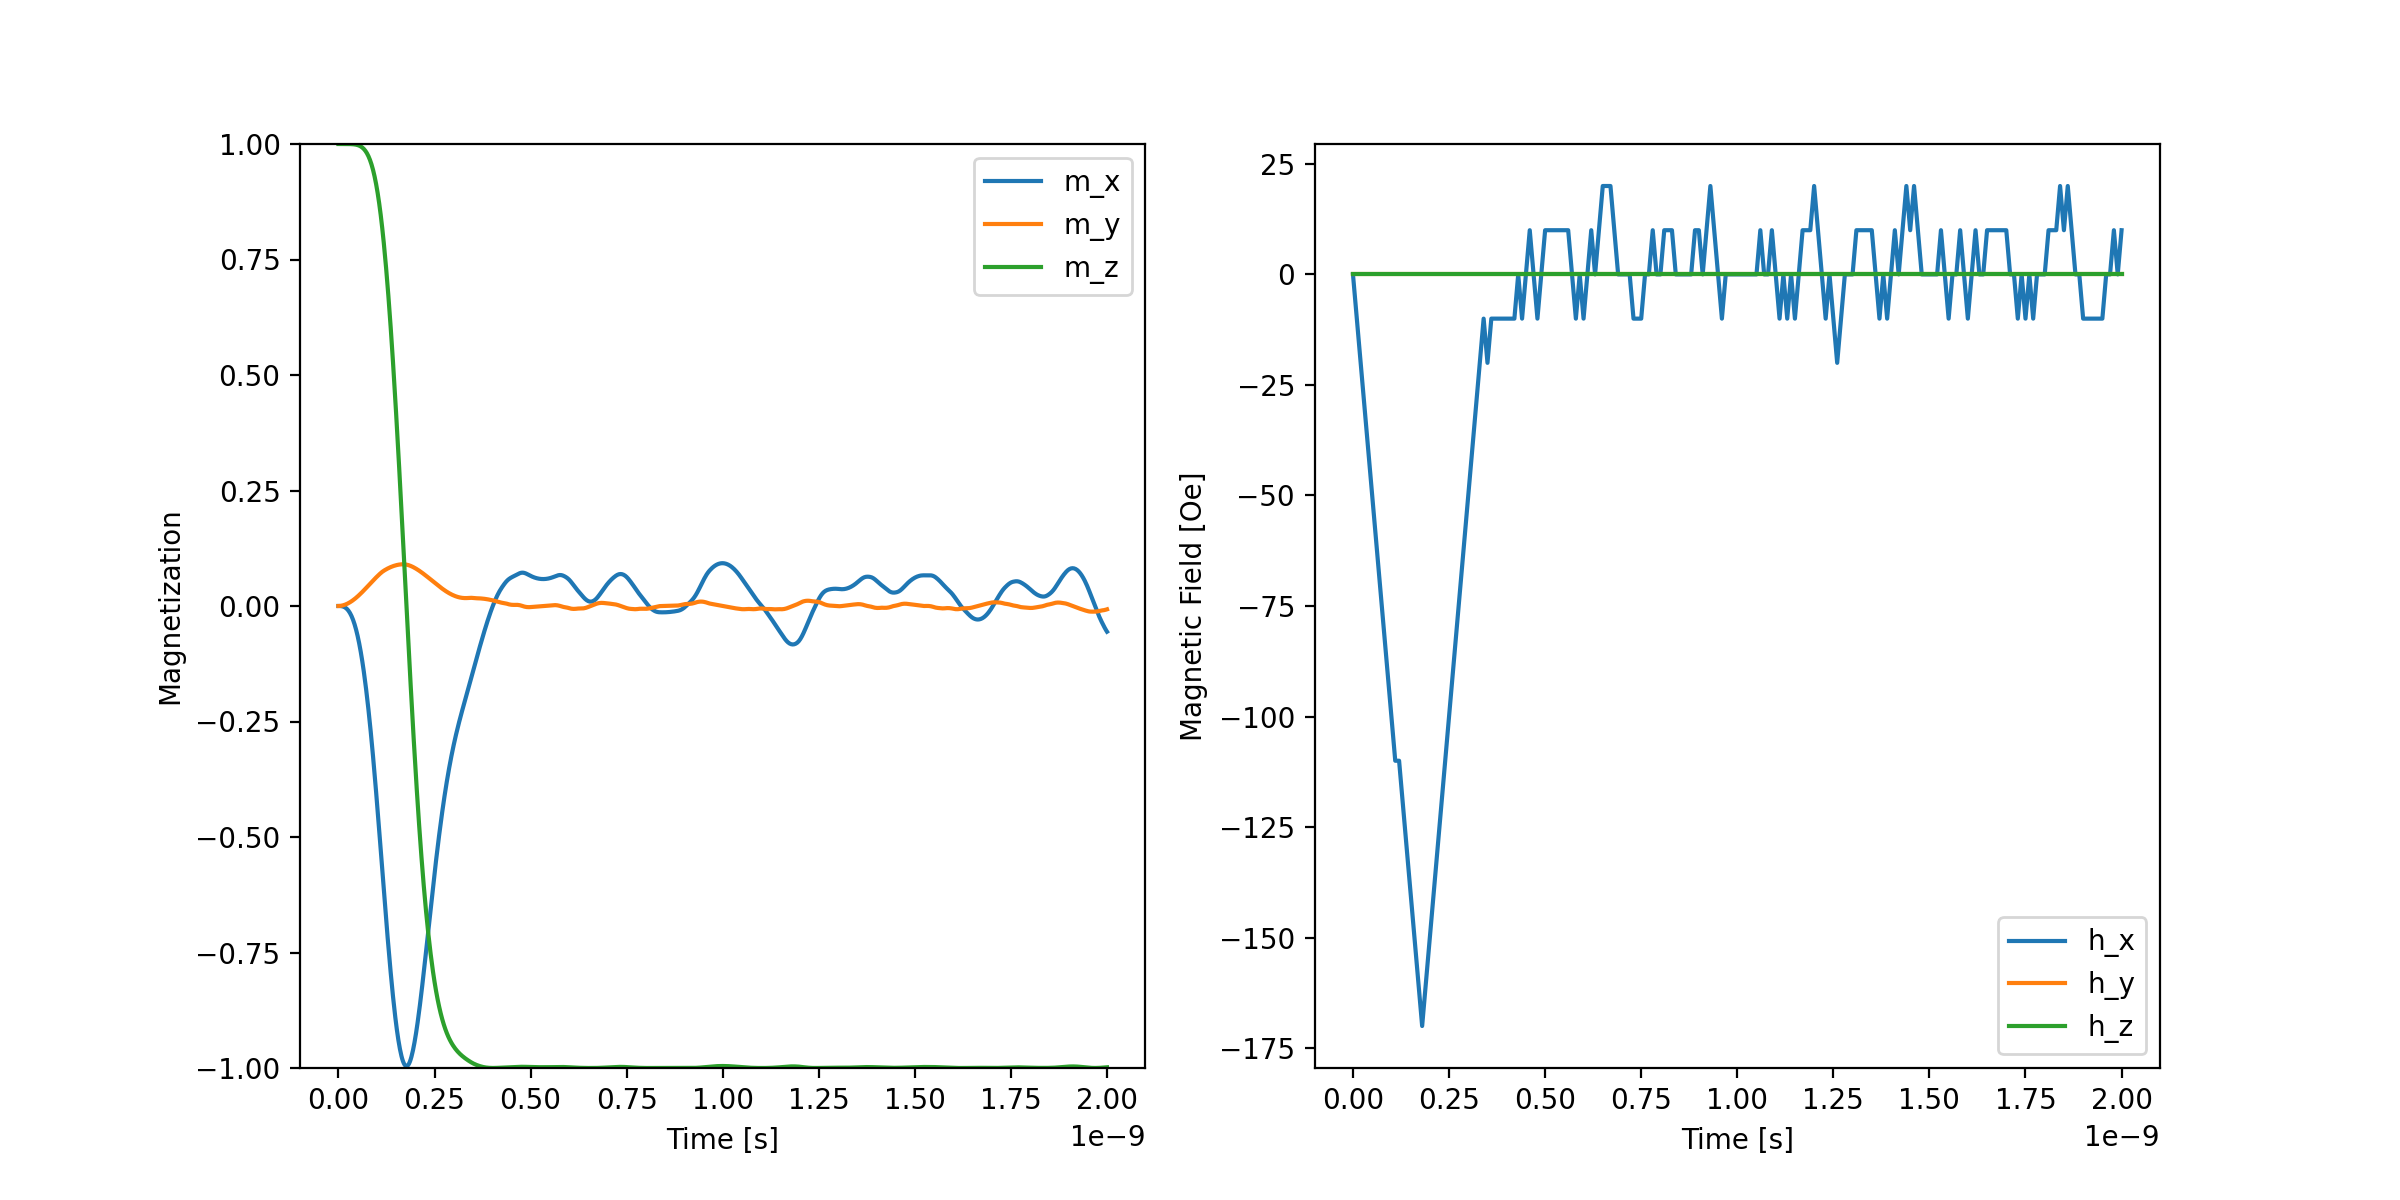 1.00
0.75
0.50
0.25
0.00
−0.25
−0.50
−0.75
−1.00
Magnetization
m_x
m_y
m_z
0.00 0.25 0.50 0.75 1.00 1.25 1.50 1.75 2.00
Time [s]
1e−9
25
0
−25
−50
−75
−100
−125
−150
−175
Magnetic Field [Oe]
h_x
h_y
h_z
0.00 0.25 0.50 0.75 1.00 1.25 1.50 1.75 2.00
Time [s]
1e−9